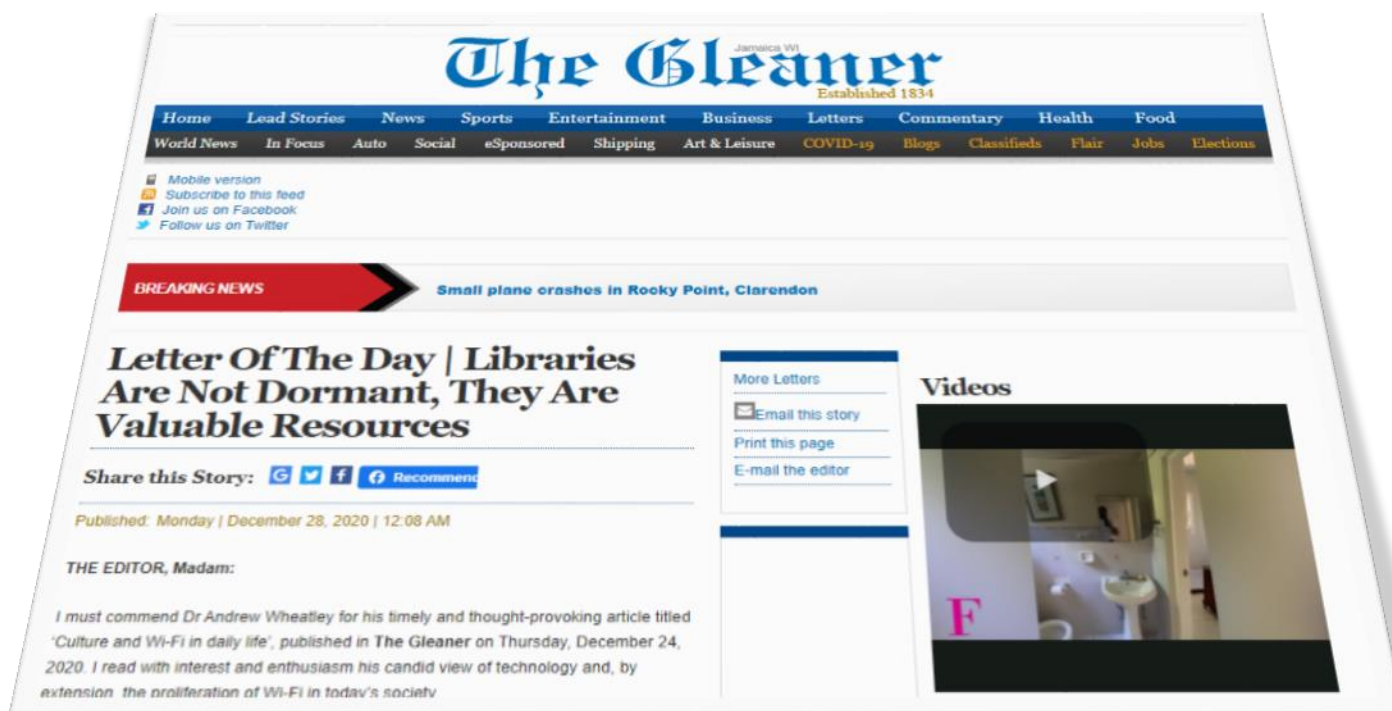 The Gleaner
Jamaica WI
Established 1834
Home Lead Stories News Sports Entertainment Business Letters Commentary Health Food
World News In Focus Auto Social eSponsored Shipping Art & Leisure COVID-19 Blogs Classifieds Flair Jobs Elections
Mobile version
Subscribe to this feed
Join us on Facebook
Follow us on Twitter
BREAKING NEWS Small plane crashes in Rocky Point, Clarendon
Letter Of The Day | Libraries
Are Not Dormant, They Are
Valuable Resources
Share this Story: G f Recommend
Published: Monday | December 28, 2020 | 12:08 AM
THE EDITOR, Madam:
I must commend Dr Andrew Wheatley for his timely and thought-provoking article titled
'Culture and Wi-Fi in daily life', published in The Gleaner on Thursday, December 24,
2020. I read with interest and enthusiasm his candid view of technology and, by
extension, the proliferation of Wi-Fi in today's society
More Letters
Email this story
Print this page
E-mail the editor
Videos
F